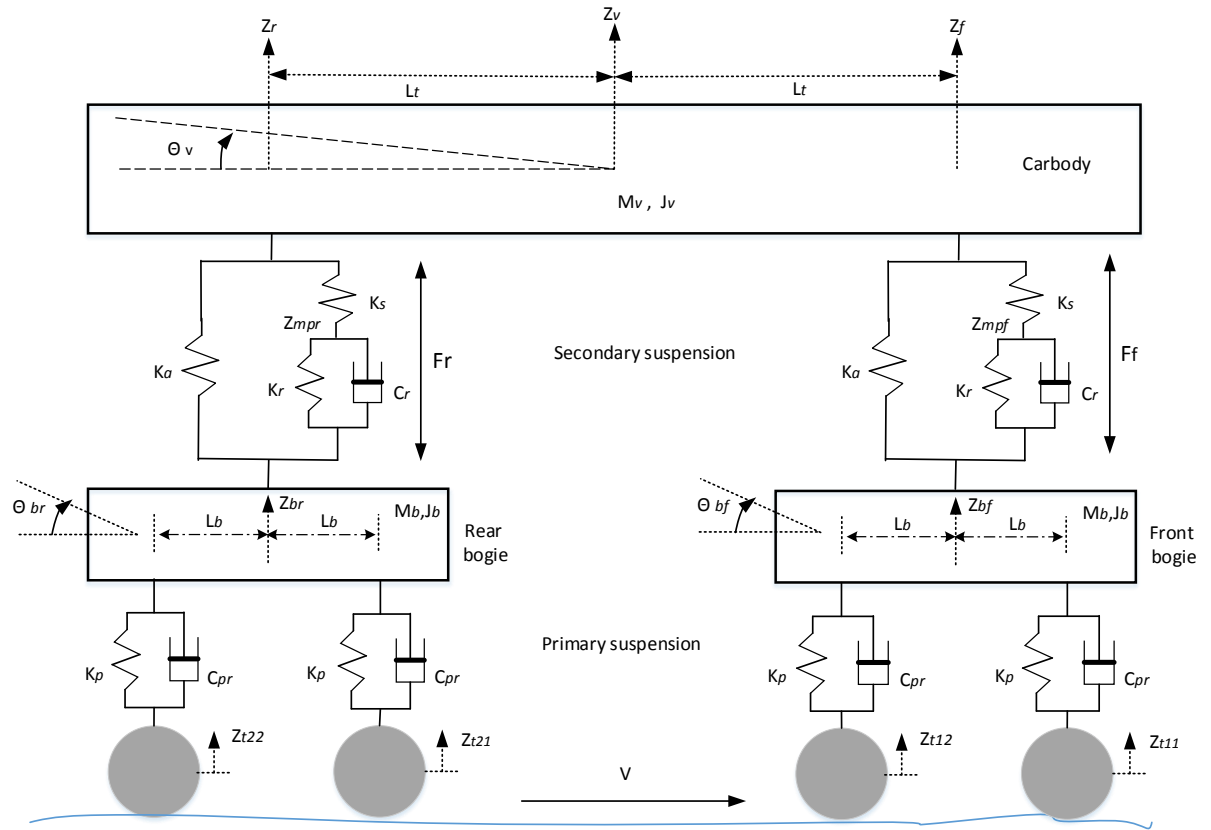 Zr
Zv
Zf
Lt
Lt
Θ v
Carbody
Mv , Jv
Ks
Ks
Zmpr
Zmpf
Secondary suspension
Fr
Ff
Ka
Ka
Kr
Cr
Kr
Cr
Θ br
Zbr
Mb,Jb
Θ bf
Zbf
Mb,Jb
Lb
Lb
Lb
Lb
Rear
bogie
Front
bogie
Primary suspension
Kp
Cpr
Kp
Cpr
Kp
Cpr
Kp
Cpr
Zt22
Zt21
Zt12
Zt11
V